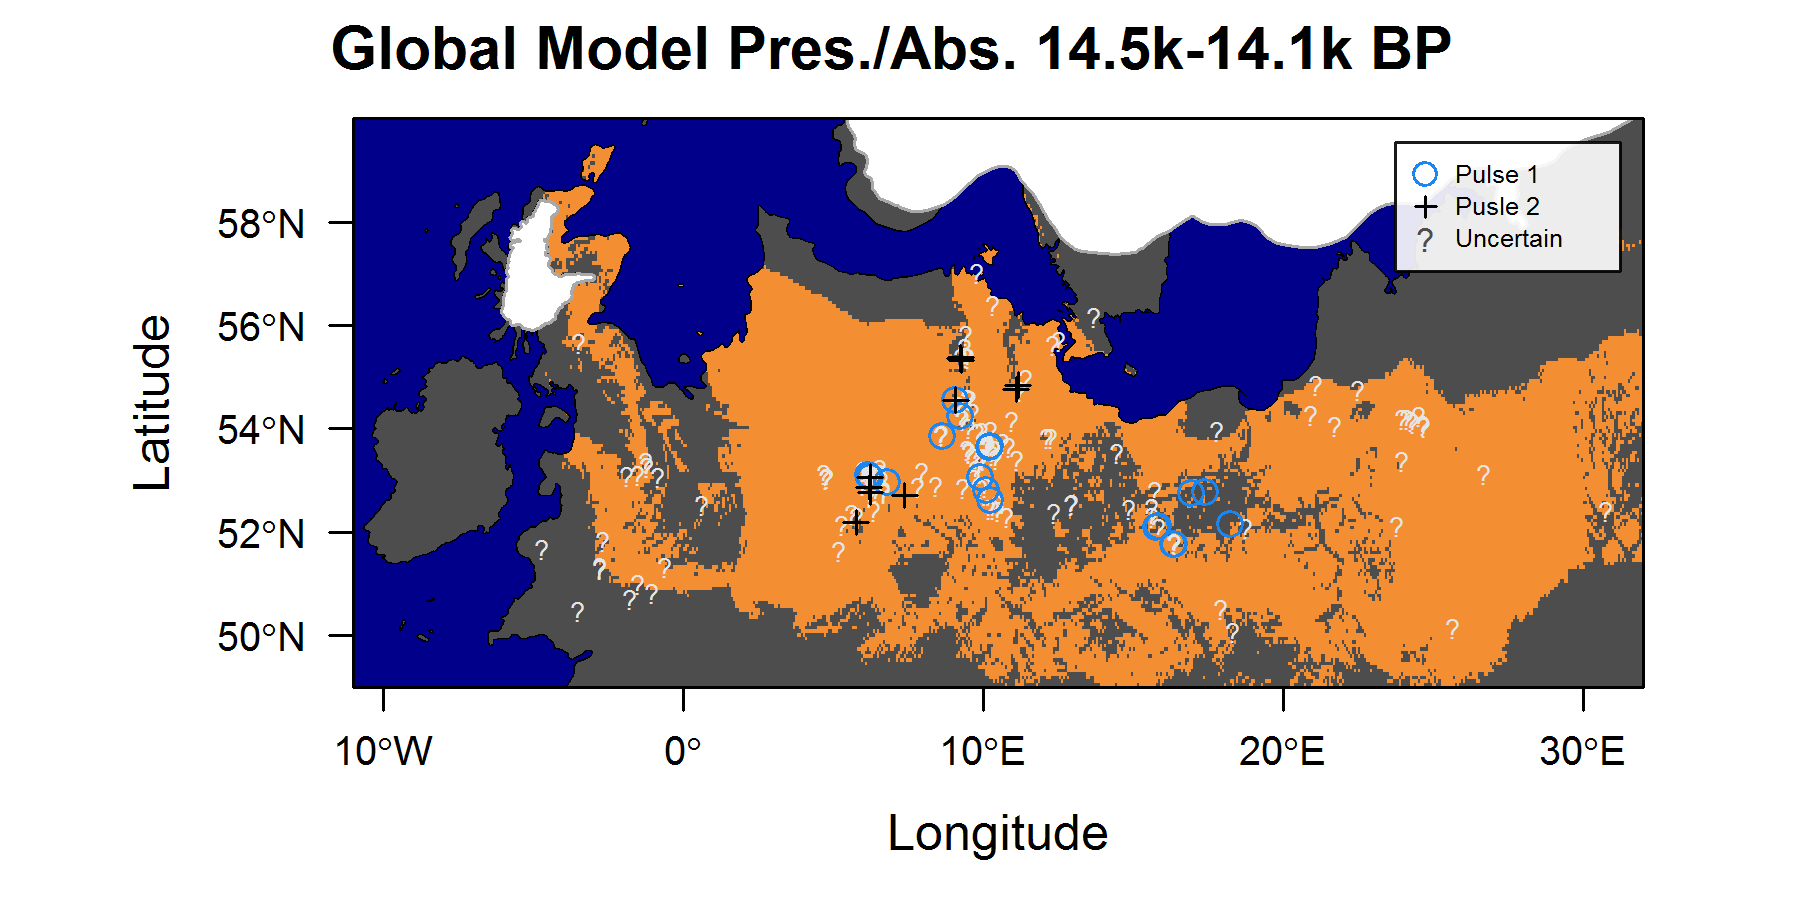 Global Model Pres./Abs. 14.5k-14.1k BP
Pulse 1
Pusle 2
? Uncertain
58°N
56°N
54°N
52°N
50°N
Latitude
10°W 0° 10°E 20°E 30°E
Longitude